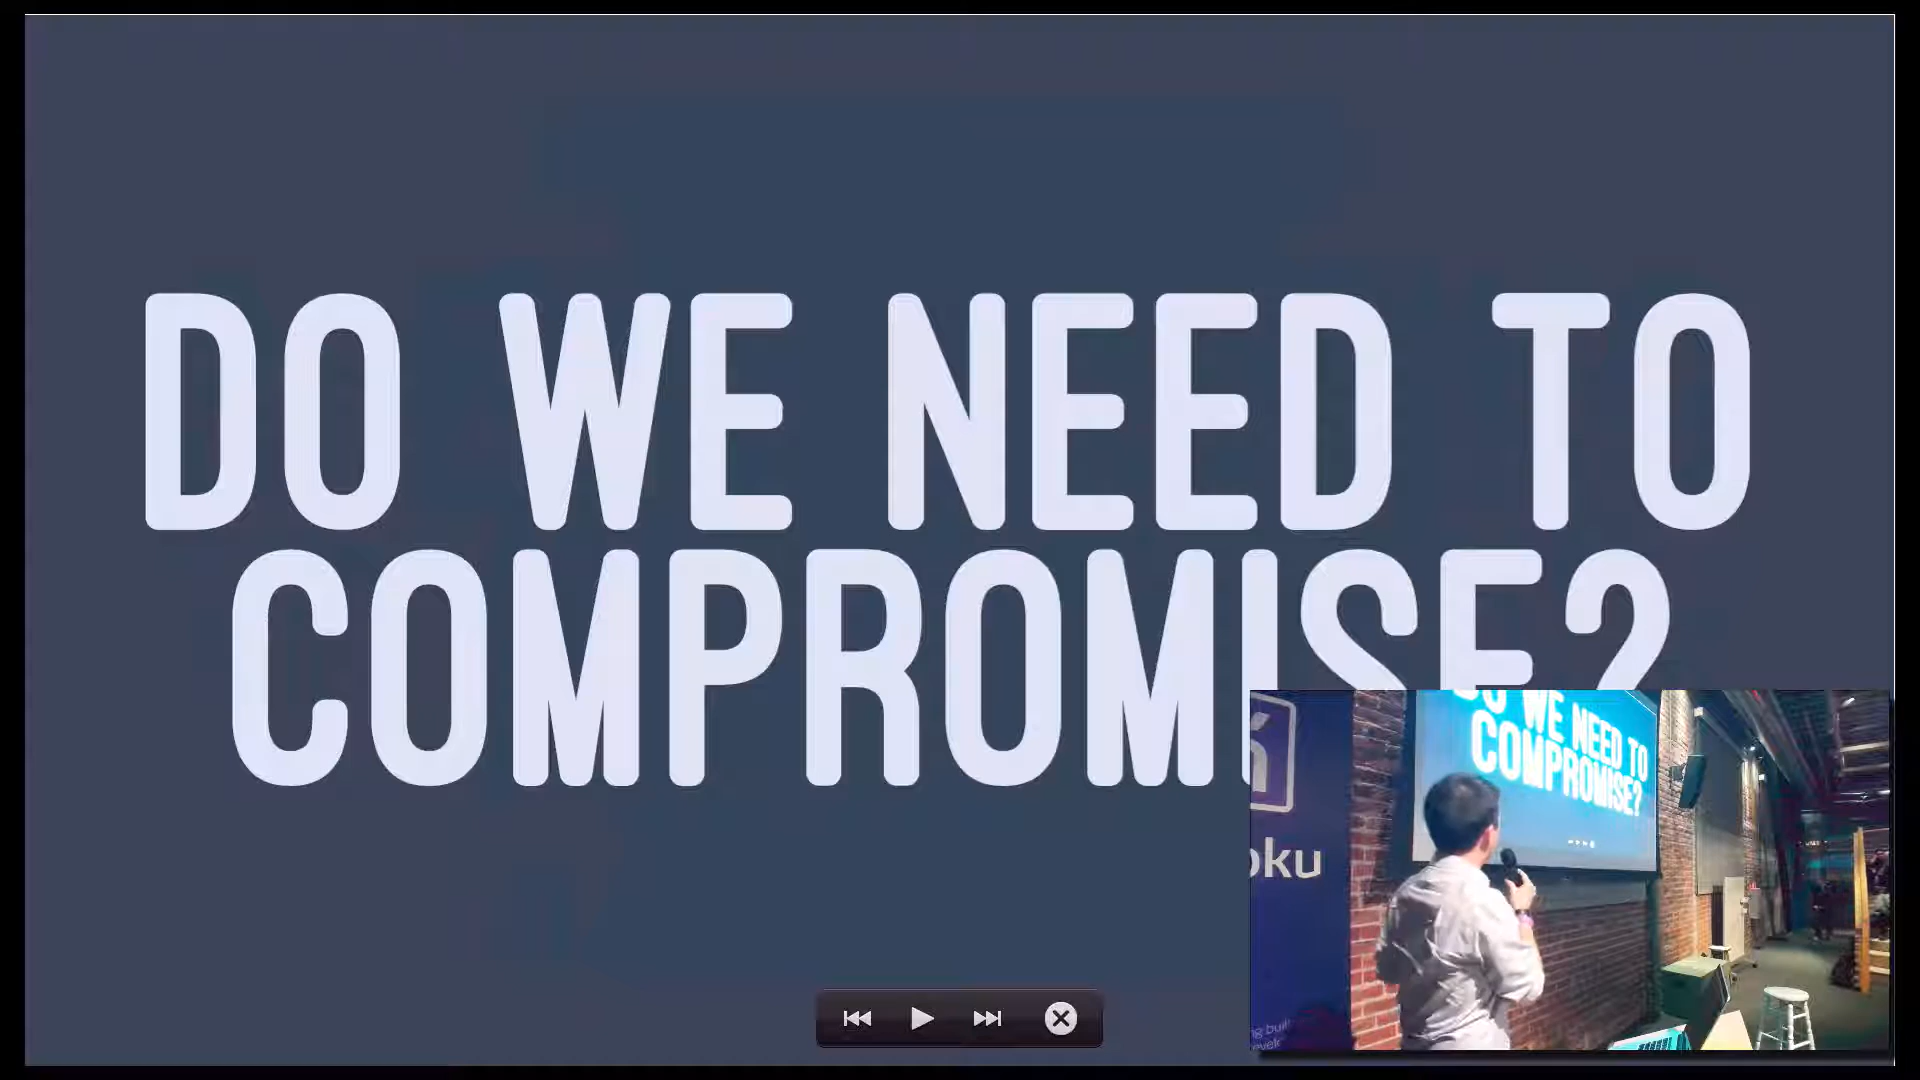 DO WE NEED TO
COMPROMISE?
DO WE NEED TO
COMPROMISE?
oku